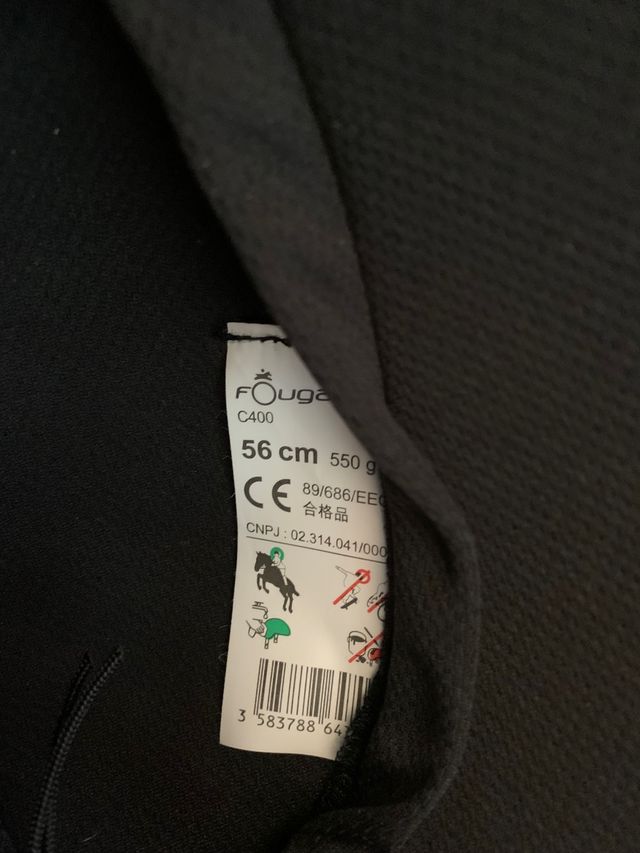 fOuga
C400
56 cm 550 g
CE 89/686/EEC
合格品
CNPJ : 02.314.041/000
3 583788 64